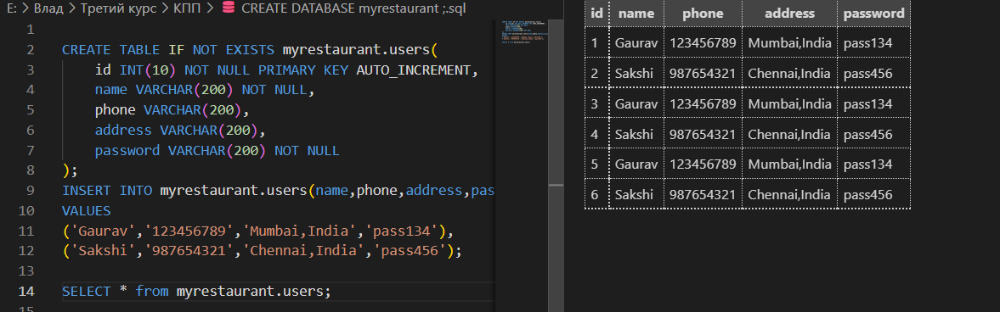 E: > Влад > Третий курс > КПП > CREATE DATABASE myrestaurant ;.sql
1
2 CREATE TABLE IF NOT EXISTS myrestaurant.users(
3 id INT(10) NOT NULL PRIMARY KEY AUTO_INCREMENT,
4 name VARCHAR(200) NOT NULL,
5 phone VARCHAR(200),
6 address VARCHAR(200),
7 password VARCHAR(200) NOT NULL
8 );
9 INSERT INTO myrestaurant.users(name,phone,address,pas
10 VALUES
11 ('Gaurav','123456789','Mumbai,India','pass134'),
12 ('Sakshi','987654321','Chennai,India','pass456');
13
14 SELECT * from myrestaurant.users;
15
id name phone address password
1 Gaurav 123456789 Mumbai,India pass134
2 Sakshi 987654321 Chennai,India pass456
3 Gaurav 123456789 Mumbai,India pass134
4 Sakshi 987654321 Chennai,India pass456
5 Gaurav 123456789 Mumbai,India pass134
6 Sakshi 987654321 Chennai,India pass456